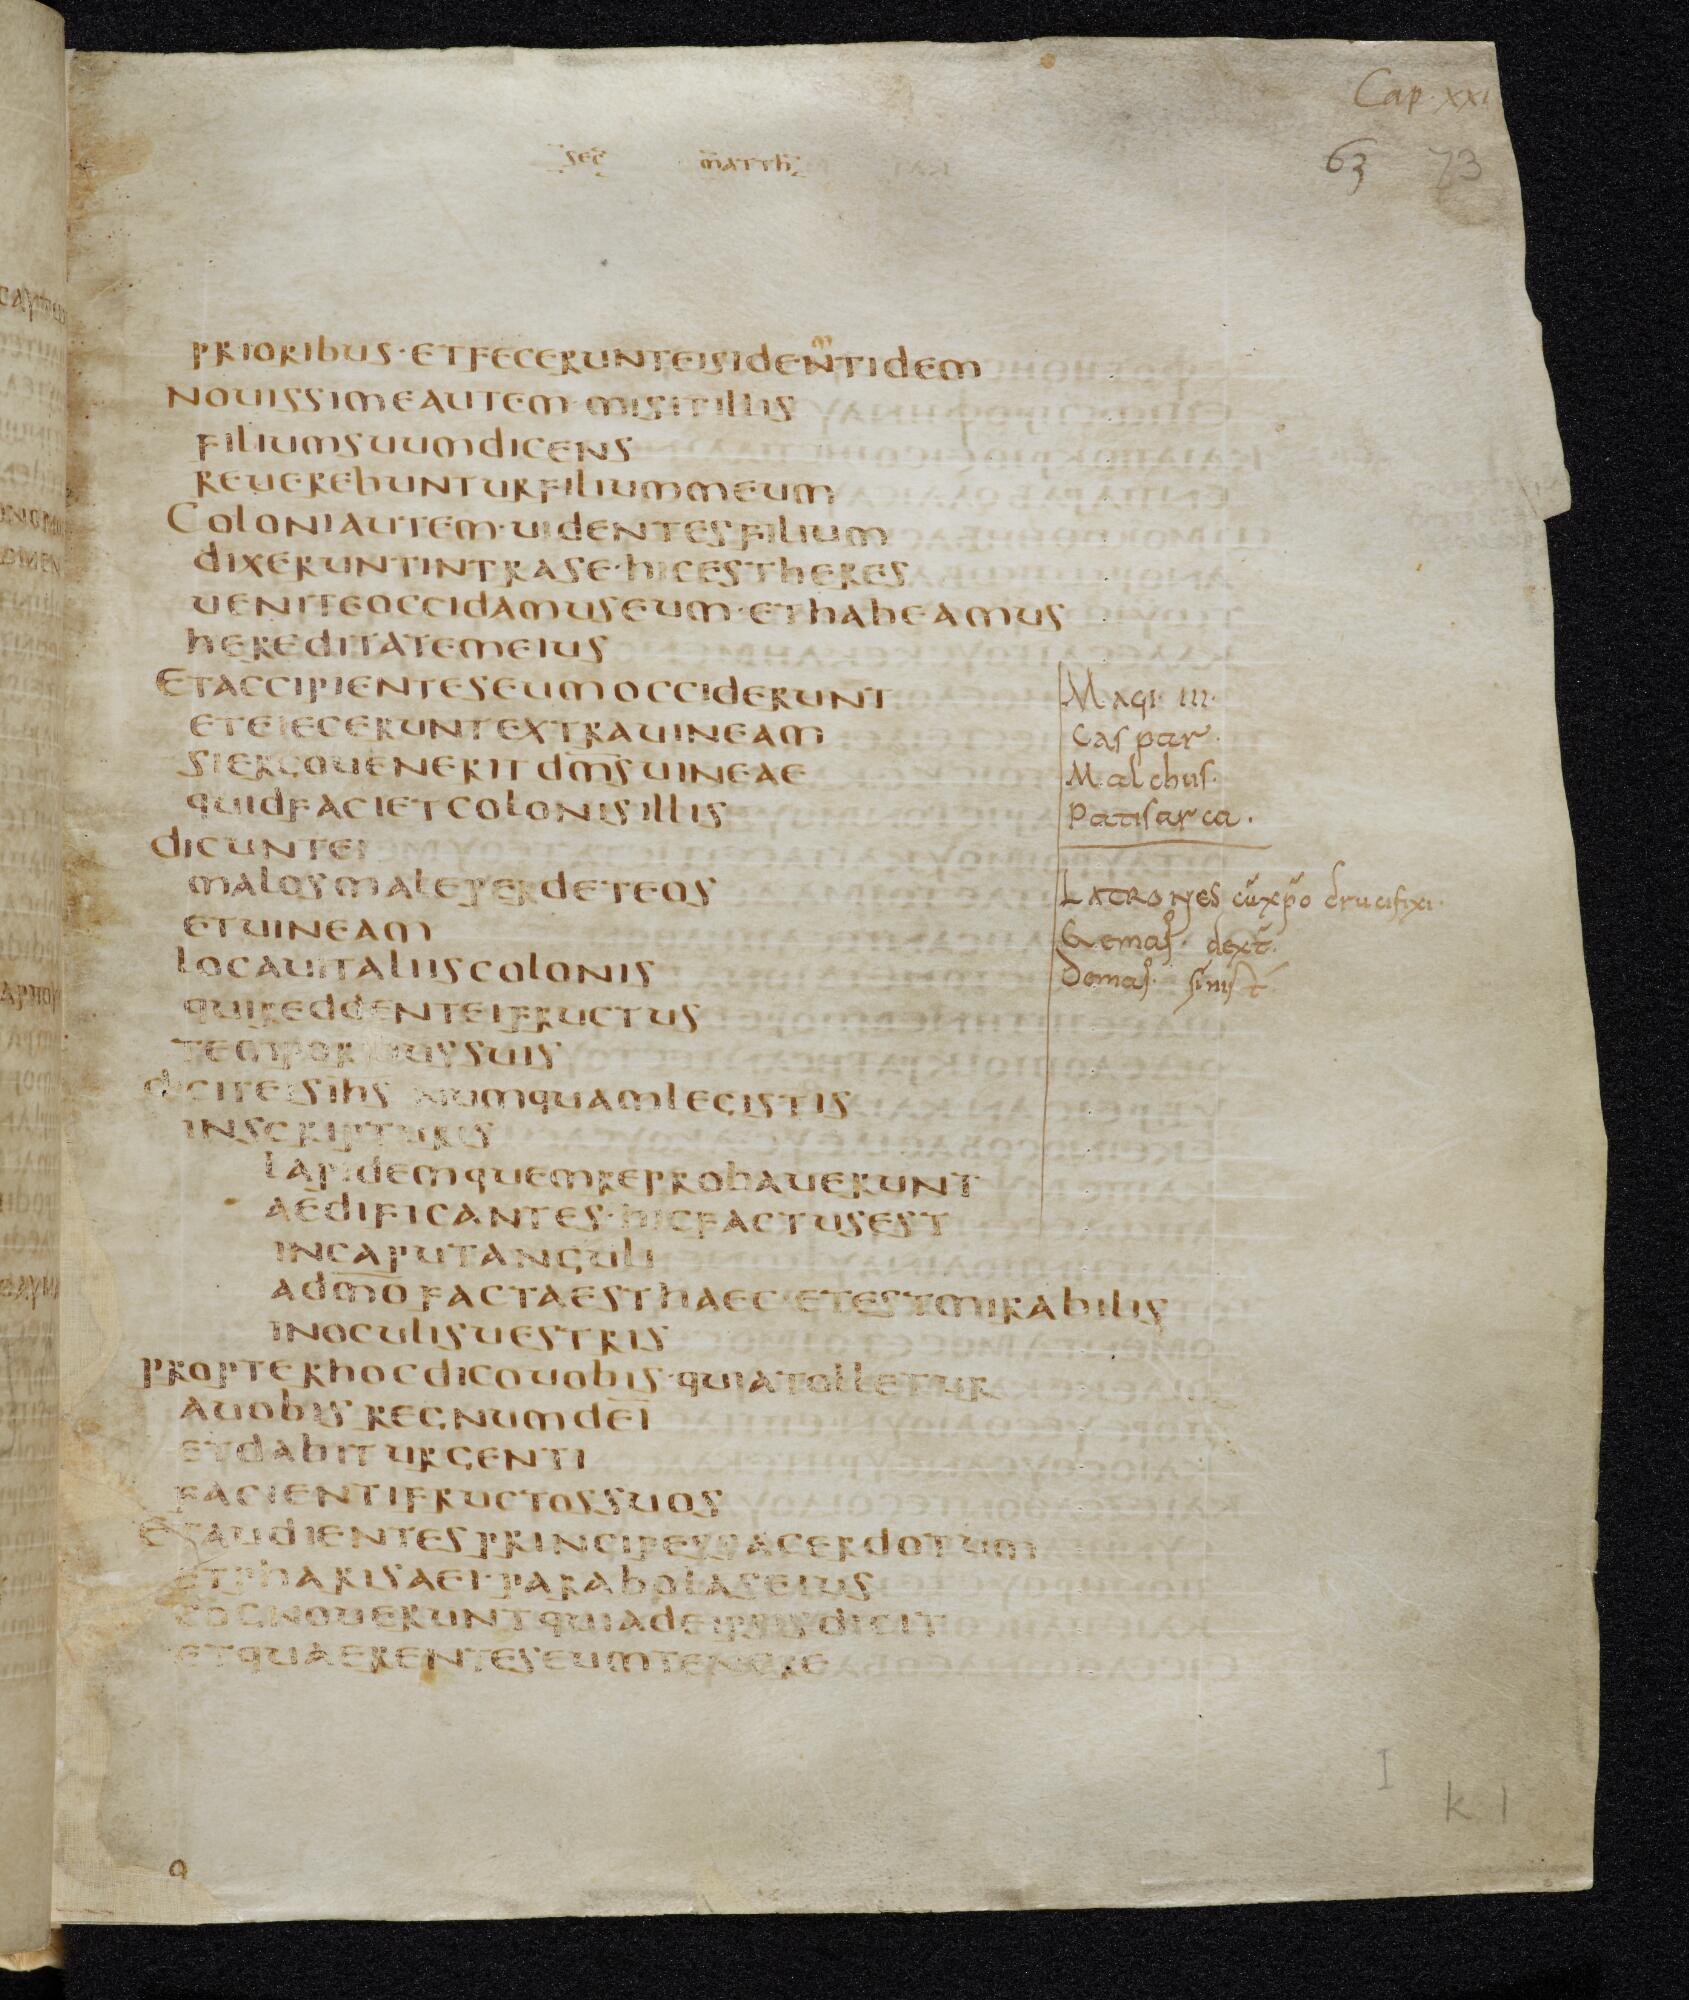 Cap. xxi
63 73
sec matth
prioribus · et fecerunt eis identidem
m
nouissime autem · misit illis
filium suum dicens
reuerebuntur filium meum
Coloni autem · uidentes filium
dixerunt intra se · hic est heres
uenite occidamus eum · et habeamus
hereditatem eius
Et accipientes eum occiderunt
et eiecerunt extra uineam
si ergo uenerit dm̄s uineae
quid faciet colonis illis
dicunt ei
malos male perdet eos
et uineam
locauit aliis colonis
qui reddent ei fructus
temporibus suis
dicit eis ihs numquam legistis
in scripturis
lapidem quem reprobauerunt
aedificantes · hic factus est
in caput anguli
a dm̄o facta est haec · et est mirabilis
in oculis uestris
propter hoc dico uobis · quia tolletur
a uobis regnum dei
et dabitur genti
facienti fructos suos
Et audientes principes sacerdotum
et pharisaei · parabolas eius
cognouerunt quia de ipsis dicit
et quaerentes eum tenere
Magi · iii ·
Caspar ·
Malchus ·
Patisarca ·
Latrones cū xp̄o crucifixi ·
Gemas · dext̄ ·
Demas · sinist̄
I
k 1
9